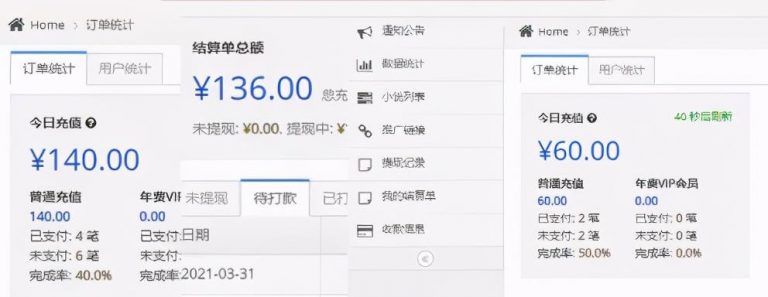 Home > 订单统计
订单统计 用户统计
今日充值
¥140.00
普通充值 年费VIP
140.00 0.00
已支付: 4 笔 已支付:
未支付: 6 笔 未支付:
完成率: 40.0% 完成率:
结算单总额
¥136.00 总充
未提现: ¥0.00, 提现中: ¥
未提现 待打款 已打
日期
2021-03-31
通知公告
数据统计
小说列表
推广链接
提现记录
我的结算单
收款信息
Home > 订单统计
订单统计 用户统计
今日充值 40 秒后刷新
¥60.00
普通充值 年费VIP会员
60.00 0.00
已支付: 2 笔 已支付: 0 笔
未支付: 2 笔 未支付: 0 笔
完成率: 50.0% 完成率: 0.0%